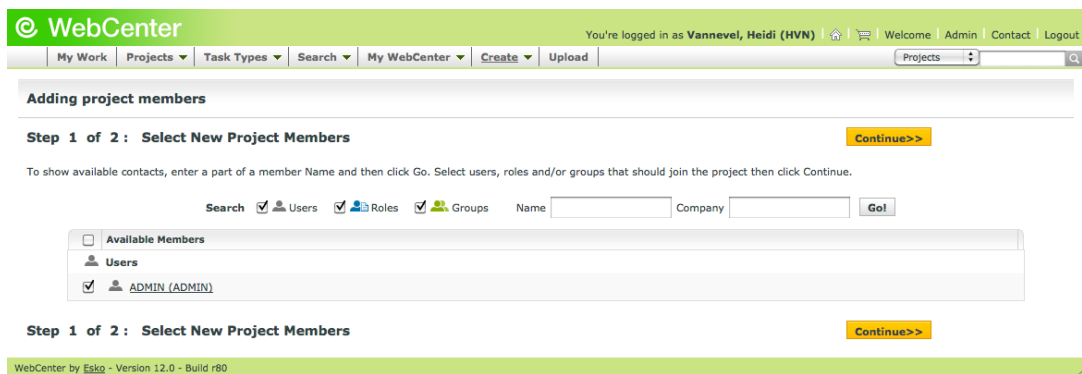 WebCenter
You're logged in as Vannevel, Heidi (HVN) Welcome Admin Contact Logout
My Work Projects Task Types Search My WebCenter Create Upload Projects
Adding project members
Step 1 of 2 : Select New Project Members Continue>>
To show available contacts, enter a part of a member Name and then click Go. Select users, roles and/or groups that should join the project then click Continue.
Search Users Roles Groups Name Company Go!
Available Members
Users
ADMIN (ADMIN)
Step 1 of 2 : Select New Project Members Continue>>
WebCenter by Esko - Version 12.0 - Build r80